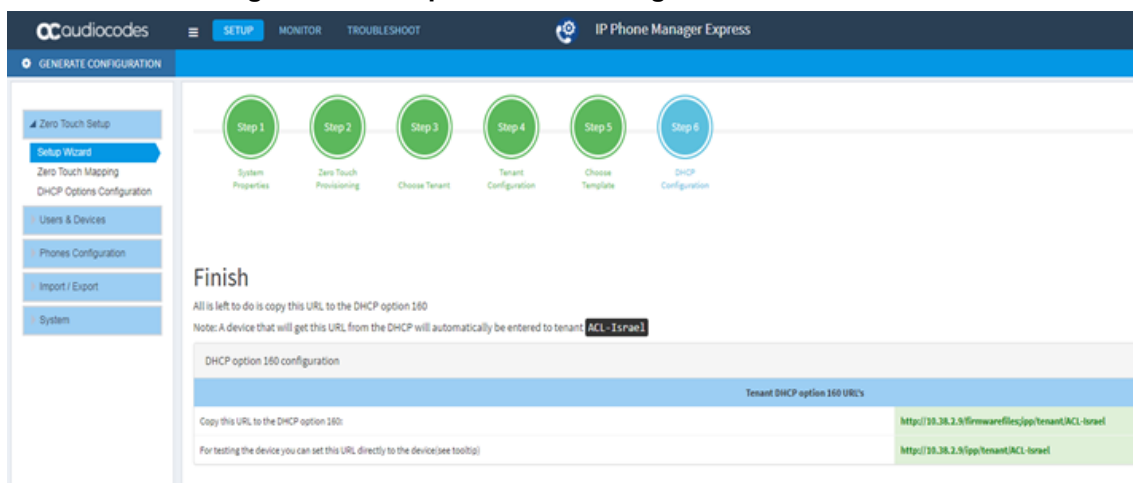 audiocodes
SETUP MONITOR TROUBLESHOOT
IP Phone Manager Express
GENERATE CONFIGURATION
Zero Touch Setup
Setup Wizard
Zero Touch Mapping
DHCP Options Configuration
Users & Devices
Phones Configuration
Import / Export
System
Step 1
System
Properties
Step 2
Zero Touch
Provisioning
Step 3
Choose Tenant
Step 4
Tenant
Configuration
Step 5
Choose
Template
Step 6
DHCP
Configuration
Finish
All is left to do is copy this URL to the DHCP option 160
Note: A device that will get this URL from the DHCP will automatically be entered to tenant ACL-Israel
DHCP option 160 configuration
Tenant DHCP option 160 URL's
Copy this URL to the DHCP option 160: http://10.38.2.9/firmwarefiles;ipp/tenant/ACL-Israel
For testing the device you can set this URL directly to the device(see tooltip) http://10.38.2.9/ipp/tenant/ACL-Israel